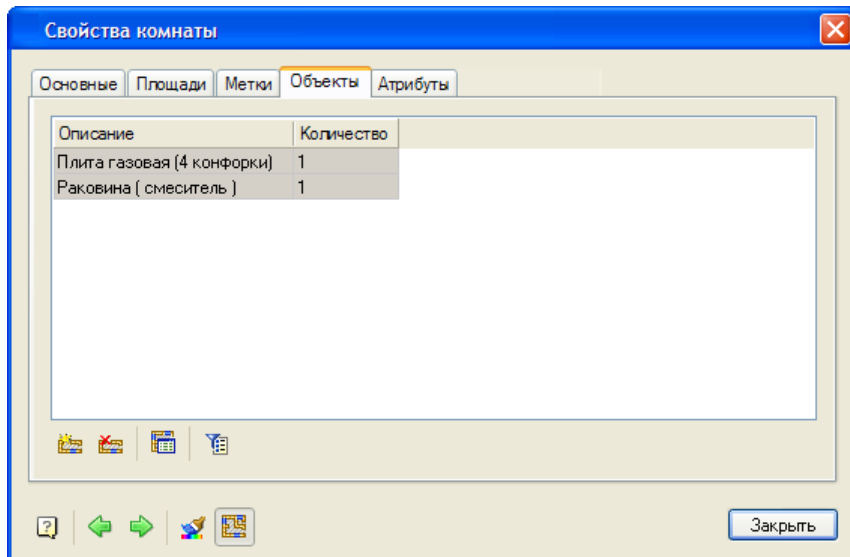 Свойства комнаты
Основные Площади Метки Объекты Атрибуты
Описание Количество
Плита газовая (4 конфорки) 1
Раковина ( смеситель ) 1
Закрыть